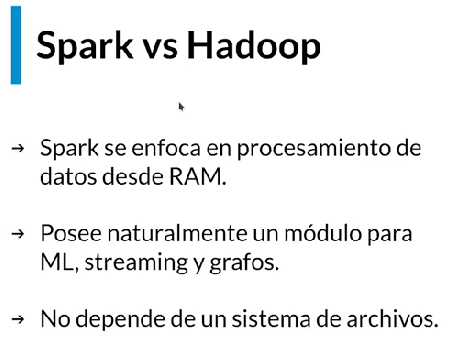 Spark vs Hadoop
→ Spark se enfoca en procesamiento de
datos desde RAM.
→ Posee naturalmente un módulo para
ML, streaming y grafos.
→ No depende de un sistema de archivos.